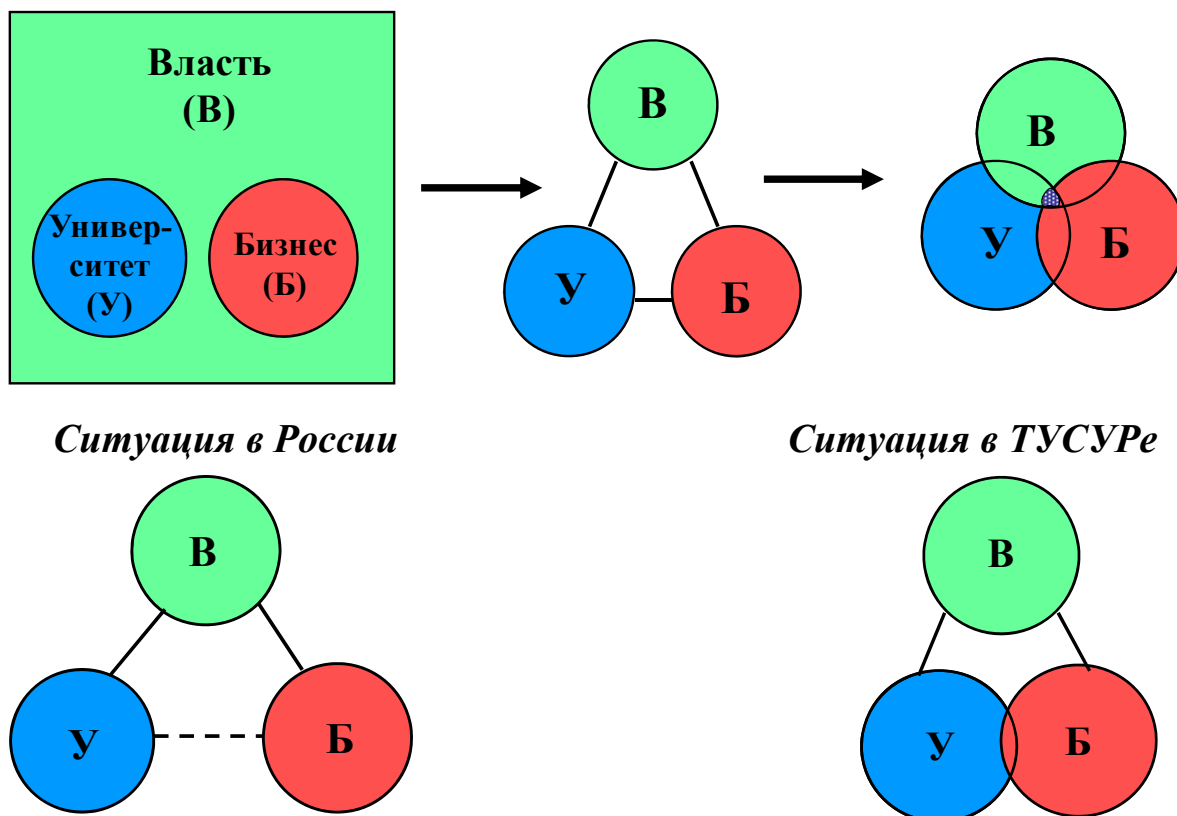 Власть
(В)
Универ-
ситет
(У)
Бизнес
(Б)
В
У
Б
В
У
Б
Ситуация в России
В
У
Б
Ситуация в ТУСУРе
В
У
Б